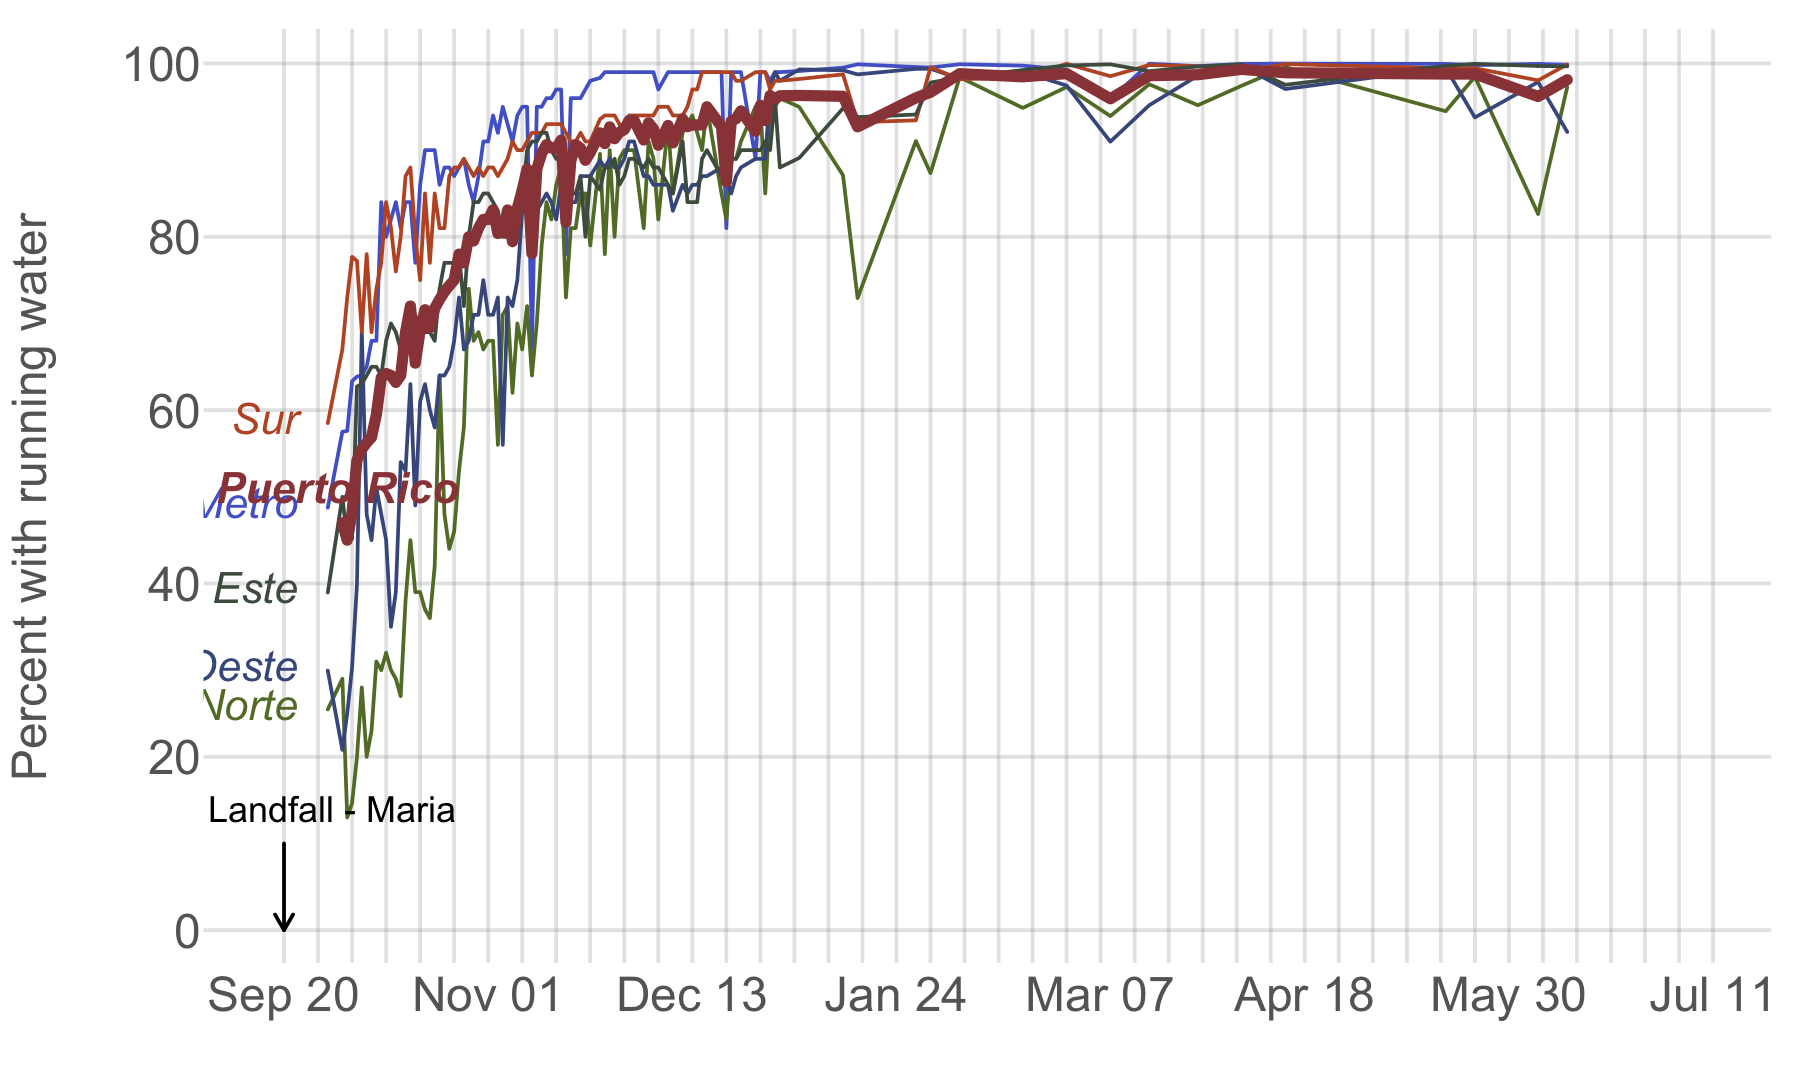 Percent with running water
100
80
60
40
20
0
Sur
Puerto Rico
Metro
Este
Oeste
Norte
Landfall - Maria
Sep 20 Nov 01 Dec 13 Jan 24 Mar 07 Apr 18 May 30 Jul 11